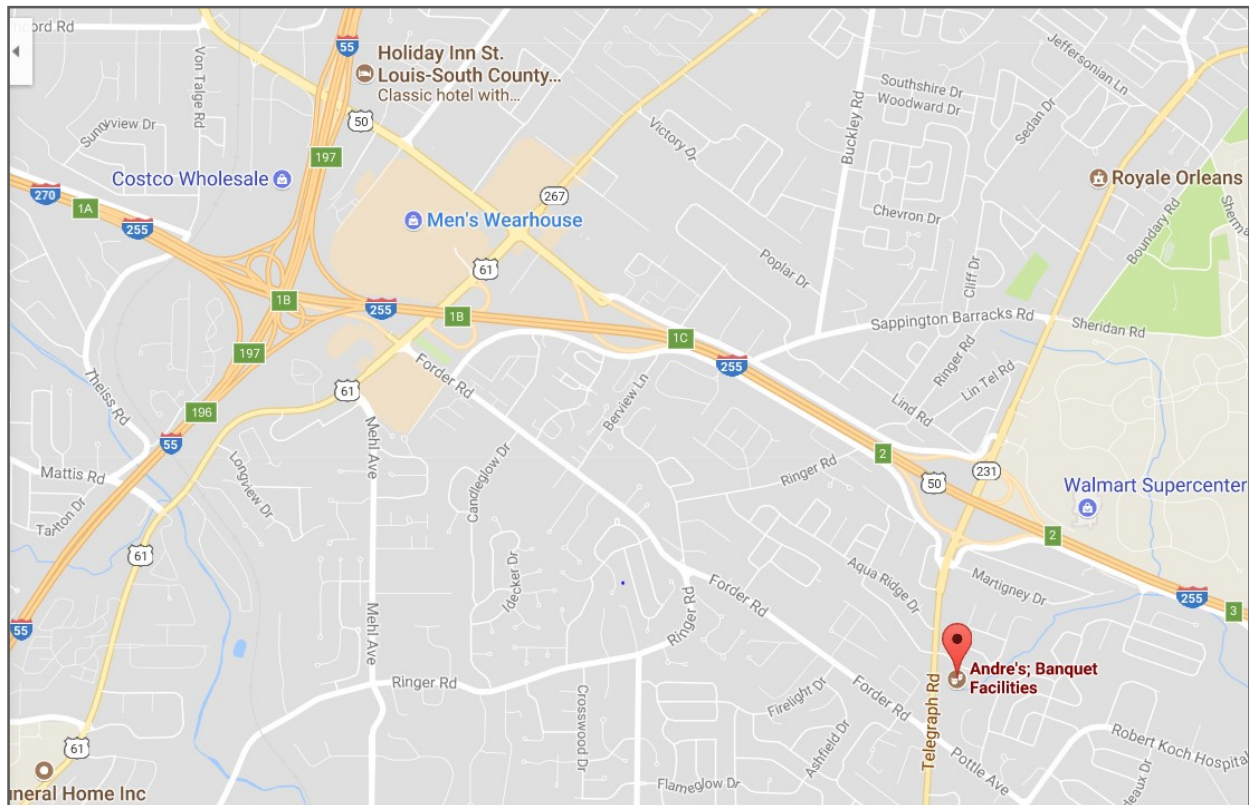 Von Talge Rd
55
Holiday Inn St.
Louis-South County...
Classic hotel with...
50
Jeffersonian Ln
Southshire Dr
Woodward Dr
Sedan Dr
Buckley Rd
Victory Dr
Sunnyview Dr
197
Costco Wholesale
270
1A
255
267
Royale Orleans
Boundary Rd
Men's Wearhouse
Chevron Dr
61
Poplar Dr
Cliff Dr
1B
255
1B
Sappington Barracks Rd
Sheridan Rd
1C
197
255
Ringer Rd
Lin Tel Rd
Forder Rd
Berview Ln
Theiss Rd
61
196
Lind Rd
Mehl Ave
55
2
Longview Dr
Candleglow Dr
Ringer Rd
231
50
Mattis Rd
Walmart Supercenter
Tarlton Dr
2
61
Idecker Dr
Aqua Ridge Dr
Martigney Dr
Forder Rd
255
3
Mehl Ave
Ringer Rd
55
Andre's; Banquet
Facilities
Ringer Rd
Crosswood Dr
Firelight Dr
Forder Rd
Telegraph Rd
61
Ashfield Dr
Robert Koch Hospital
Pottle Ave
Flameglow Dr
uneral Home Inc